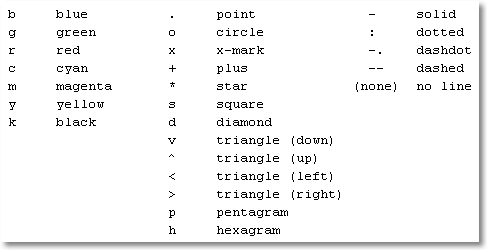 b     blue          .     point              -     solid
g     green         o     circle             :     dotted
r     red           x     x-mark             -.    dashdot
c     cyan          +     plus               --    dashed
m     magenta       *     star             (none)  no line
y     yellow        s     square
k     black         d     diamond
                    v     triangle (down)
                    ^     triangle (up)
                    <     triangle (left)
                    >     triangle (right)
                    p     pentagram
                    h     hexagram